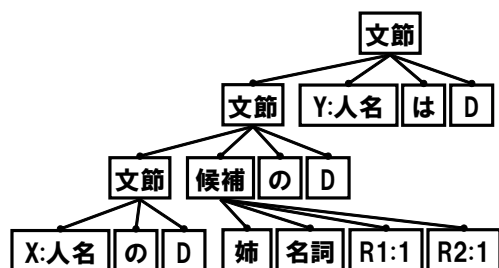 文節
文節 Y:人名 は D
文節 候補 の D
X:人名 の D 姉 名詞 R1:1 R2:1